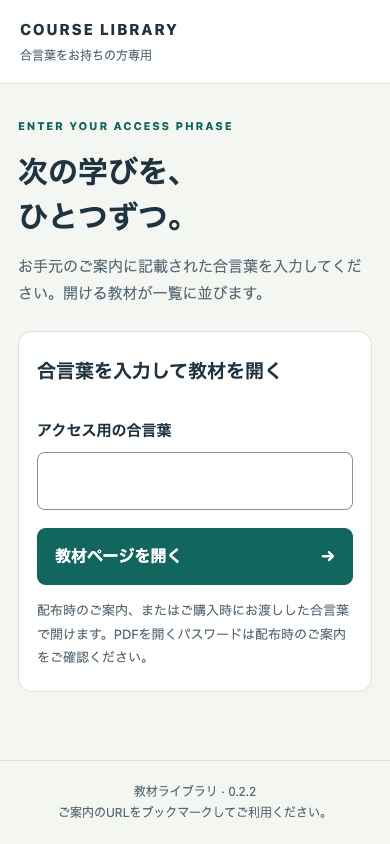 COURSE LIBRARY
合言葉をお持ちの方専用
ENTER YOUR ACCESS PHRASE
次の学びを、
ひとつずつ。
お手元のご案内に記載された合言葉を入力してくだ
さい。開ける教材が一覧に並びます。
合言葉を入力して教材を開く
アクセス用の合言葉
教材ページを開く →
配布時のご案内、またはご購入時にお渡しした合言葉
で開けます。PDFを開くパスワードは配布時のご案内
をご確認ください。
教材ライブラリ · 0.2.2
ご案内のURLをブックマークしてご利用ください。